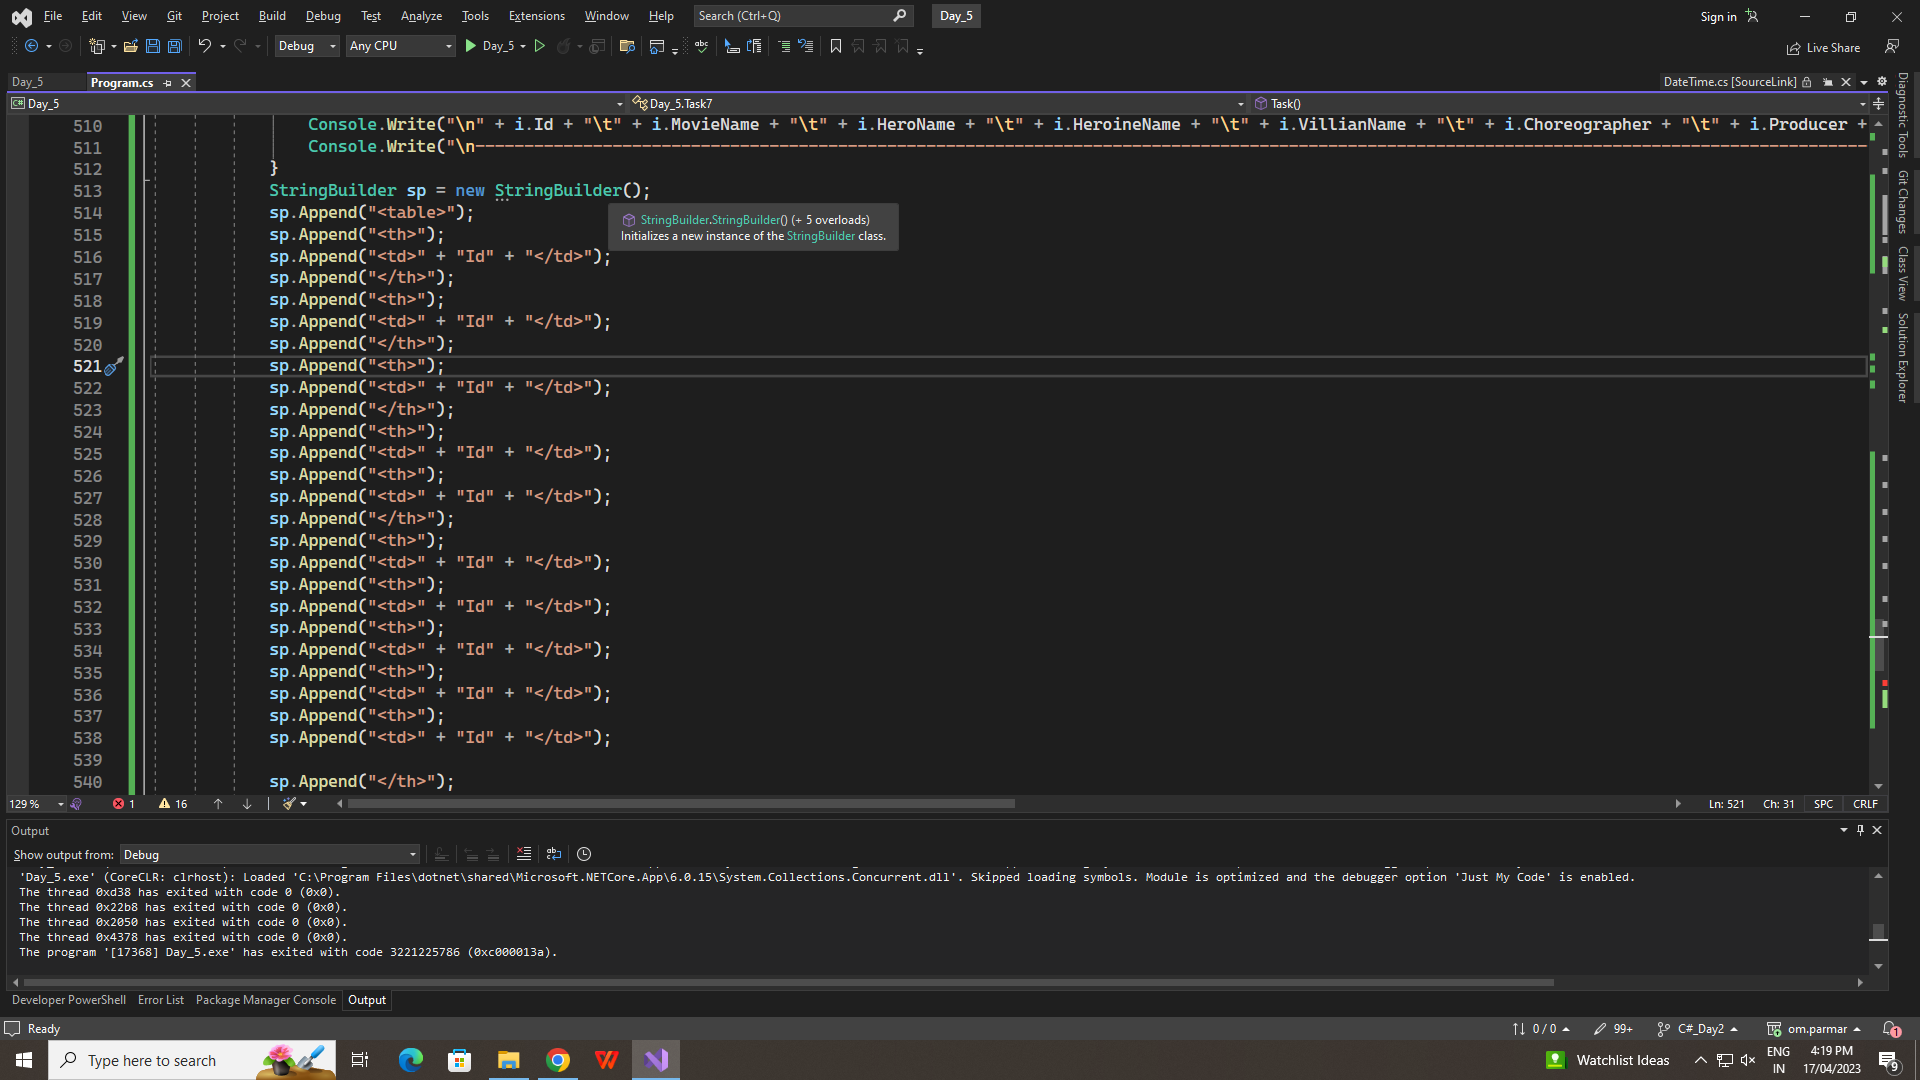 File Edit View Git Project Build Debug Test Analyze Tools Extensions Window Help Search (Ctrl+Q) Day_5 Sign in
Debug Any CPU Day_5 Live Share
Day_5 Program.cs DateTime.cs [SourceLink]
C# Day_5 Day_5.Task7 Task()
510 Console.Write("\n" + i.Id + "\t" + i.MovieName + "\t" + i.HeroName + "\t" + i.HeroineName + "\t" + i.VillianName + "\t" + i.Choreographer + "\t" + i.Producer +
511 Console.Write("\n----------------------------------------------------------------------------------------------------------------------------------------------
512 }
513 StringBuilder sp = new StringBuilder();
514 sp.Append("<table>");
StringBuilder.StringBuilder() (+ 5 overloads)
Initializes a new instance of the StringBuilder class.
515 sp.Append("<th>");
516 sp.Append("<td>" + "Id" + "</td>");
517 sp.Append("</th>");
518 sp.Append("<th>");
519 sp.Append("<td>" + "Id" + "</td>");
520 sp.Append("</th>");
521 sp.Append("<th>");
522 sp.Append("<td>" + "Id" + "</td>");
523 sp.Append("</th>");
524 sp.Append("<th>");
525 sp.Append("<td>" + "Id" + "</td>");
526 sp.Append("<th>");
527 sp.Append("<td>" + "Id" + "</td>");
528 sp.Append("</th>");
529 sp.Append("<th>");
530 sp.Append("<td>" + "Id" + "</td>");
531 sp.Append("<th>");
532 sp.Append("<td>" + "Id" + "</td>");
533 sp.Append("<th>");
534 sp.Append("<td>" + "Id" + "</td>");
535 sp.Append("<th>");
536 sp.Append("<td>" + "Id" + "</td>");
537 sp.Append("<th>");
538 sp.Append("<td>" + "Id" + "</td>");
539
540 sp.Append("</th>");
Diagnostic Tools
Git Changes
Class View
Solution Explorer
129 % 1 16 Ln: 521 Ch: 31 SPC CRLF
Output
Show output from: Debug
'Day_5.exe' (CoreCLR: clrhost): Loaded 'C:\Program Files\dotnet\shared\Microsoft.NETCore.App\6.0.15\System.Collections.Concurrent.dll'. Skipped loading symbols. Module is optimized and the debugger option 'Just My Code' is enabled.
The thread 0xd38 has exited with code 0 (0x0).
The thread 0x22b8 has exited with code 0 (0x0).
The thread 0x2050 has exited with code 0 (0x0).
The thread 0x4378 has exited with code 0 (0x0).
The program '[17368] Day_5.exe' has exited with code 3221225786 (0xc000013a).
Developer PowerShell Error List Package Manager Console Output
Ready 0 / 0 99+ C#_Day2 om.parmar 1
Type here to search Watchlist Ideas ENG IN 4:19 PM 17/04/2023 9